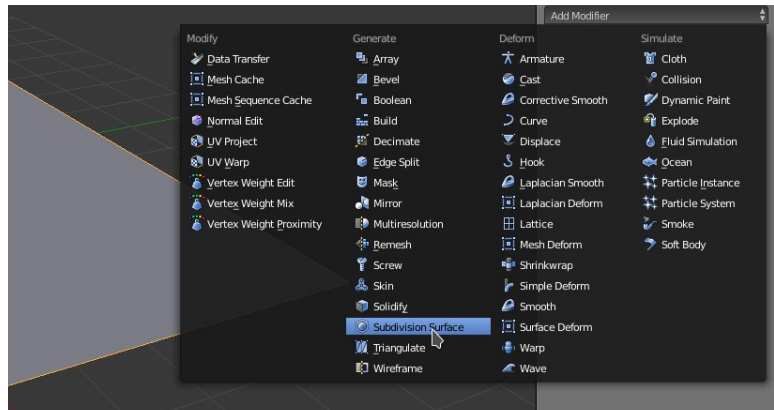 Add Modifier
Modify
Data Transfer
Mesh Cache
Mesh Sequence Cache
Normal Edit
UV Project
UV Warp
Vertex Weight Edit
Vertex Weight Mix
Vertex Weight Proximity
Generate
Array
Bevel
Boolean
Build
Decimate
Edge Split
Mask
Mirror
Multiresolution
Remesh
Screw
Skin
Solidify
Subdivision Surface
Triangulate
Wireframe
Deform
Armature
Cast
Corrective Smooth
Curve
Displace
Hook
Laplacian Smooth
Laplacian Deform
Lattice
Mesh Deform
Shrinkwrap
Simple Deform
Smooth
Surface Deform
Warp
Wave
Simulate
Cloth
Collision
Dynamic Paint
Explode
Fluid Simulation
Ocean
Particle Instance
Particle System
Smoke
Soft Body